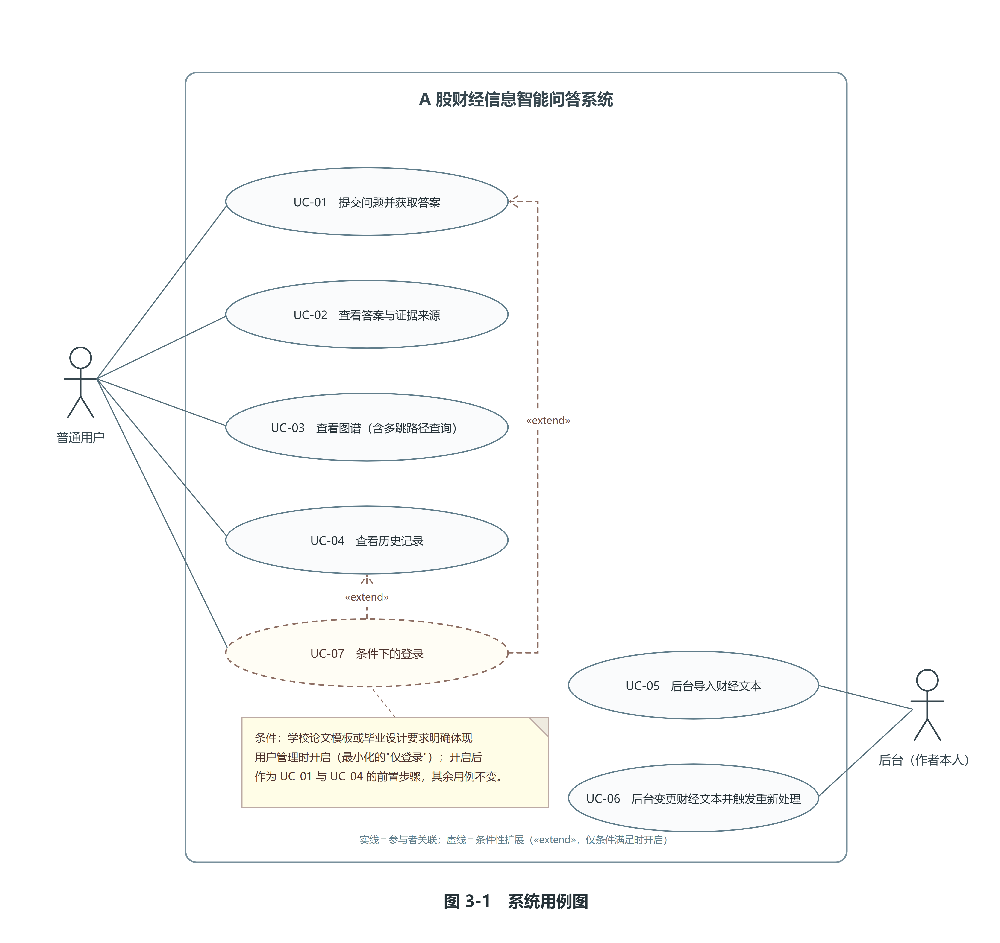 A 股财经信息智能问答系统
UC-01 提交问题并获取答案
UC-02 查看答案与证据来源
普通用户
UC-03 查看图谱（含多跳路径查询）
«extend»
UC-04 查看历史记录
«extend»
UC-07 条件下的登录
UC-05 后台导入财经文本
后台（作者本人）
条件：学校论文模板或毕业设计要求明确体现
用户管理时开启（最小化的"仅登录"）；开启后
作为 UC-01 与 UC-04 的前置步骤，其余用例不变。
UC-06 后台变更财经文本并触发重新处理
实线＝参与者关联；虚线＝条件性扩展（«extend»，仅条件满足时开启）
图 3-1 系统用例图